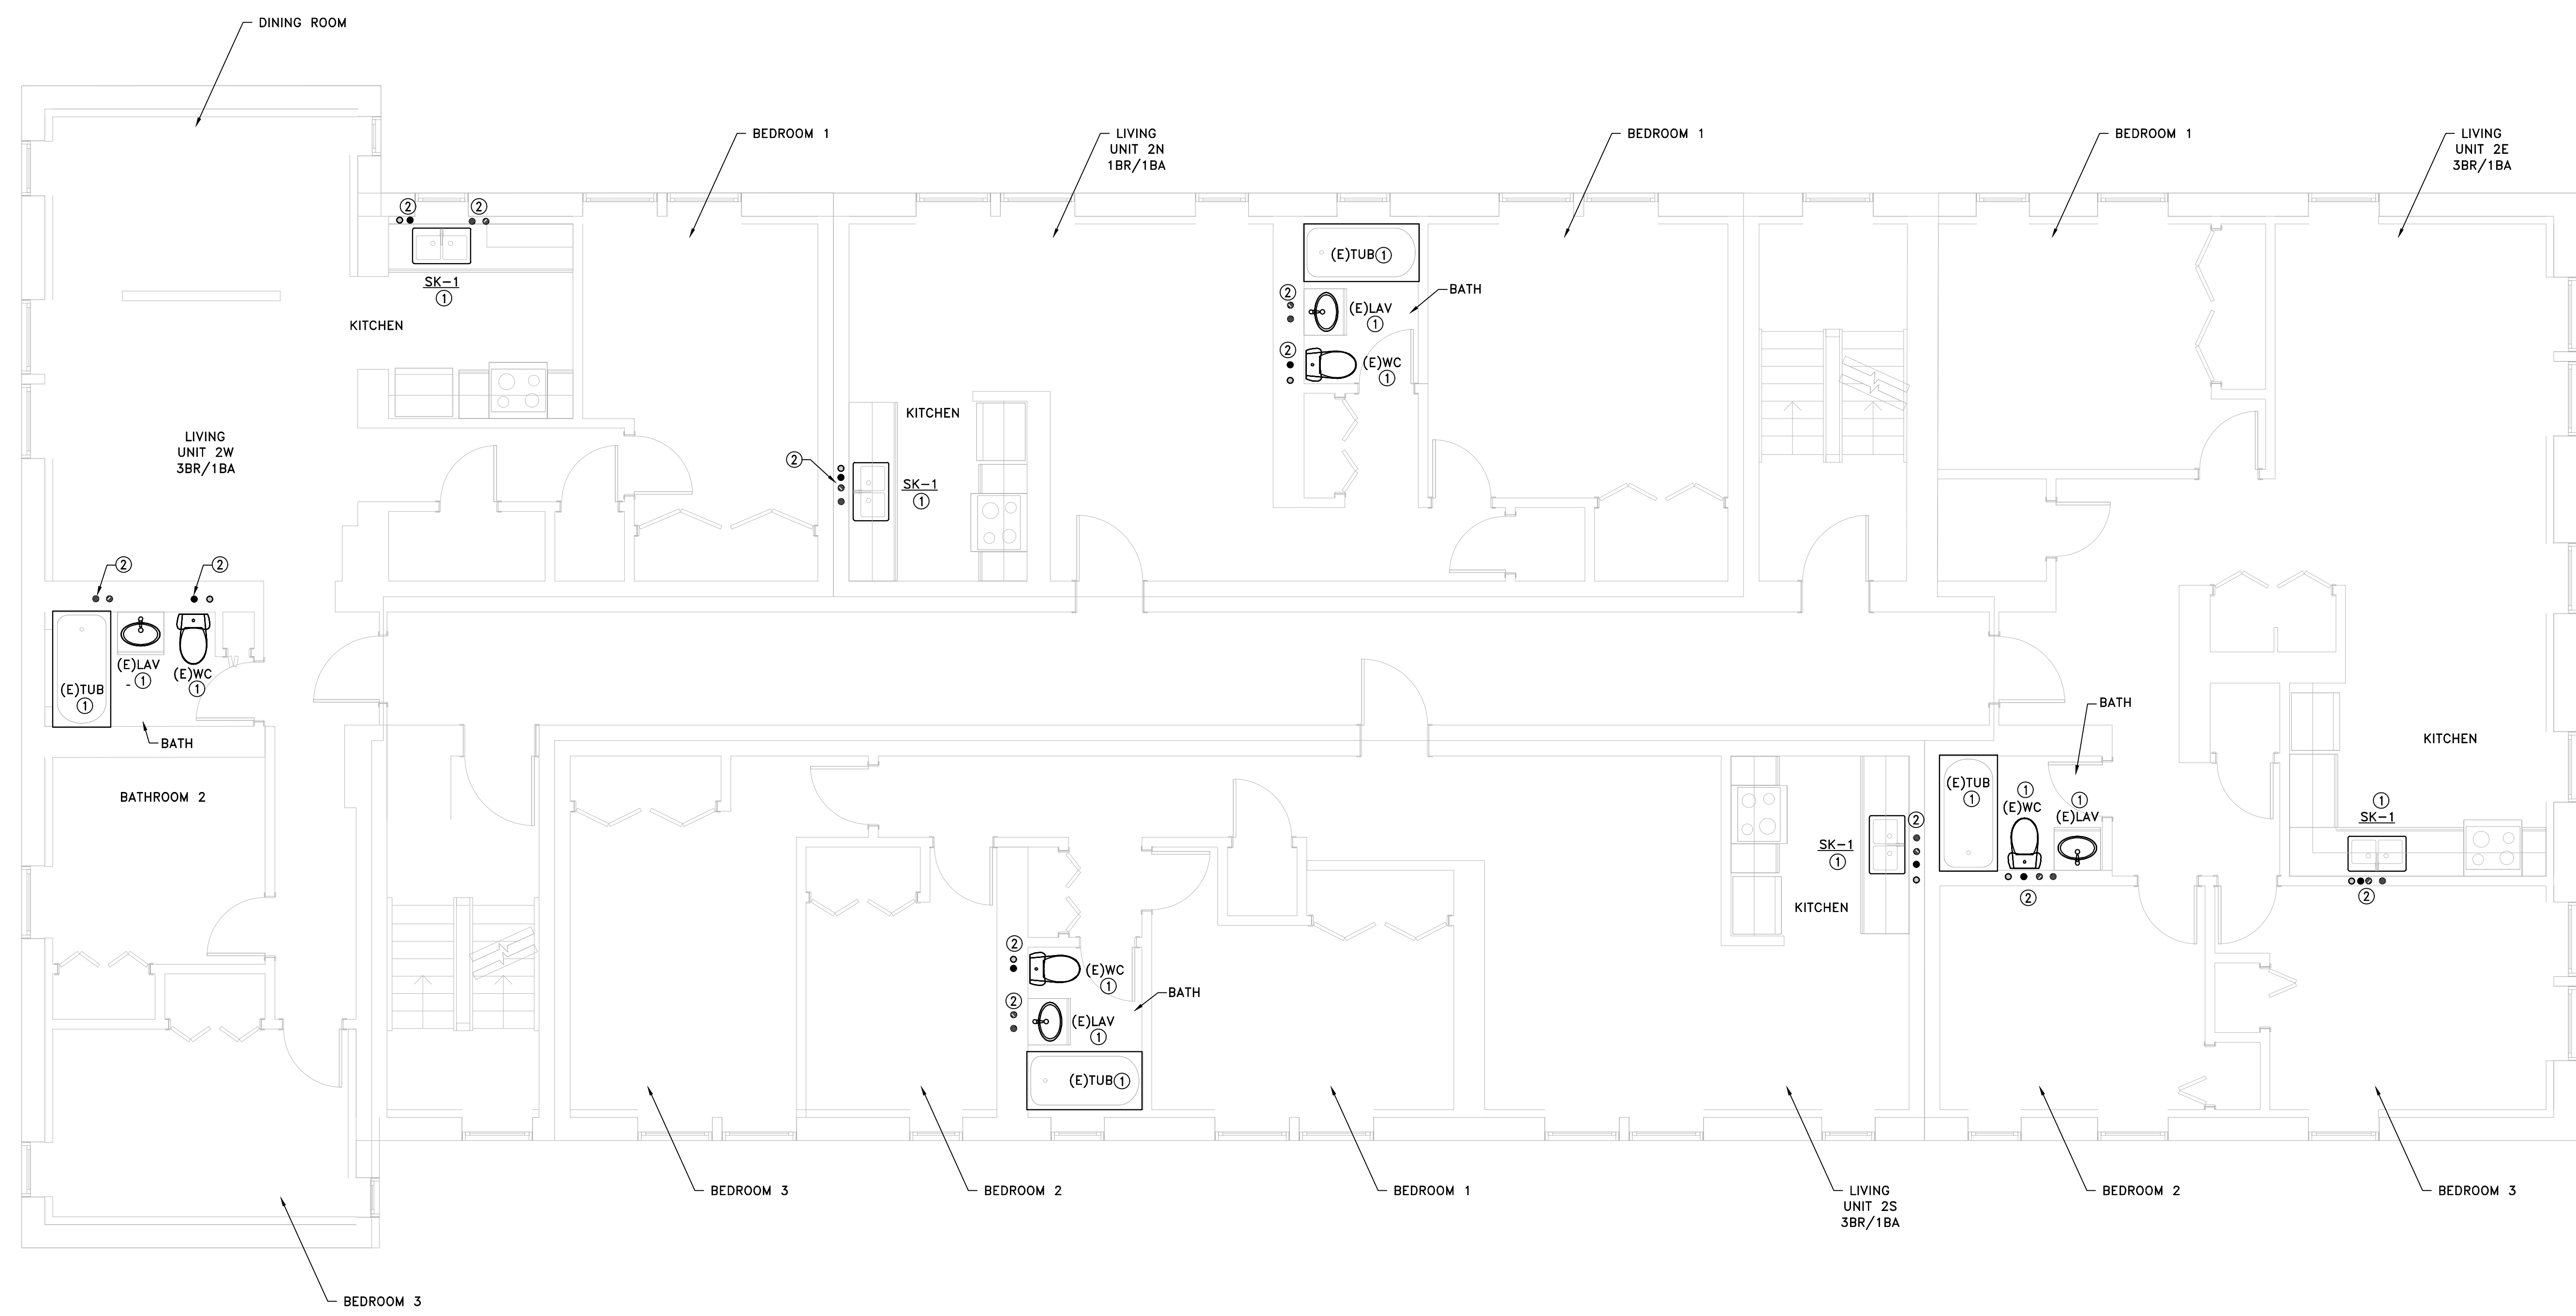 DINING ROOM
BEDROOM 1
LIVING
UNIT 2N
1BR/1BA
BEDROOM 1
BEDROOM 1
LIVING
UNIT 2E
3BR/1BA
2
2
SK-1
1
KITCHEN
(E)TUB 1
2
(E)LAV
1
BATH
2
(E)WC
1
KITCHEN
LIVING
UNIT 2W
3BR/1BA
2
SK-1
1
2
2
(E)LAV
- 1
(E)WC
1
(E)TUB
1
BATH
BATHROOM 2
BATH
KITCHEN
(E)TUB
1
1
(E)WC
1
(E)LAV
1
SK-1
2
SK-1
1
2
2
KITCHEN
2
(E)WC
1
BATH
2
(E)LAV
1
(E)TUB 1
BEDROOM 3
BEDROOM 2
BEDROOM 1
LIVING
UNIT 2S
3BR/1BA
BEDROOM 2
BEDROOM 3
BEDROOM 3